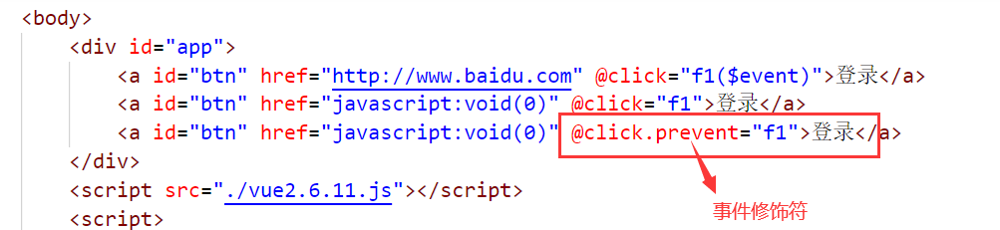 <body>
<div id="app">
<a id="btn" href="http://www.baidu.com" @click="f1($event)">登录</a>
<a id="btn" href="javascript:void(0)" @click="f1">登录</a>
<a id="btn" href="javascript:void(0)" @click.prevent="f1">登录</a>
</div>
<script src="./vue2.6.11.js"></script>
<script>
事件修饰符